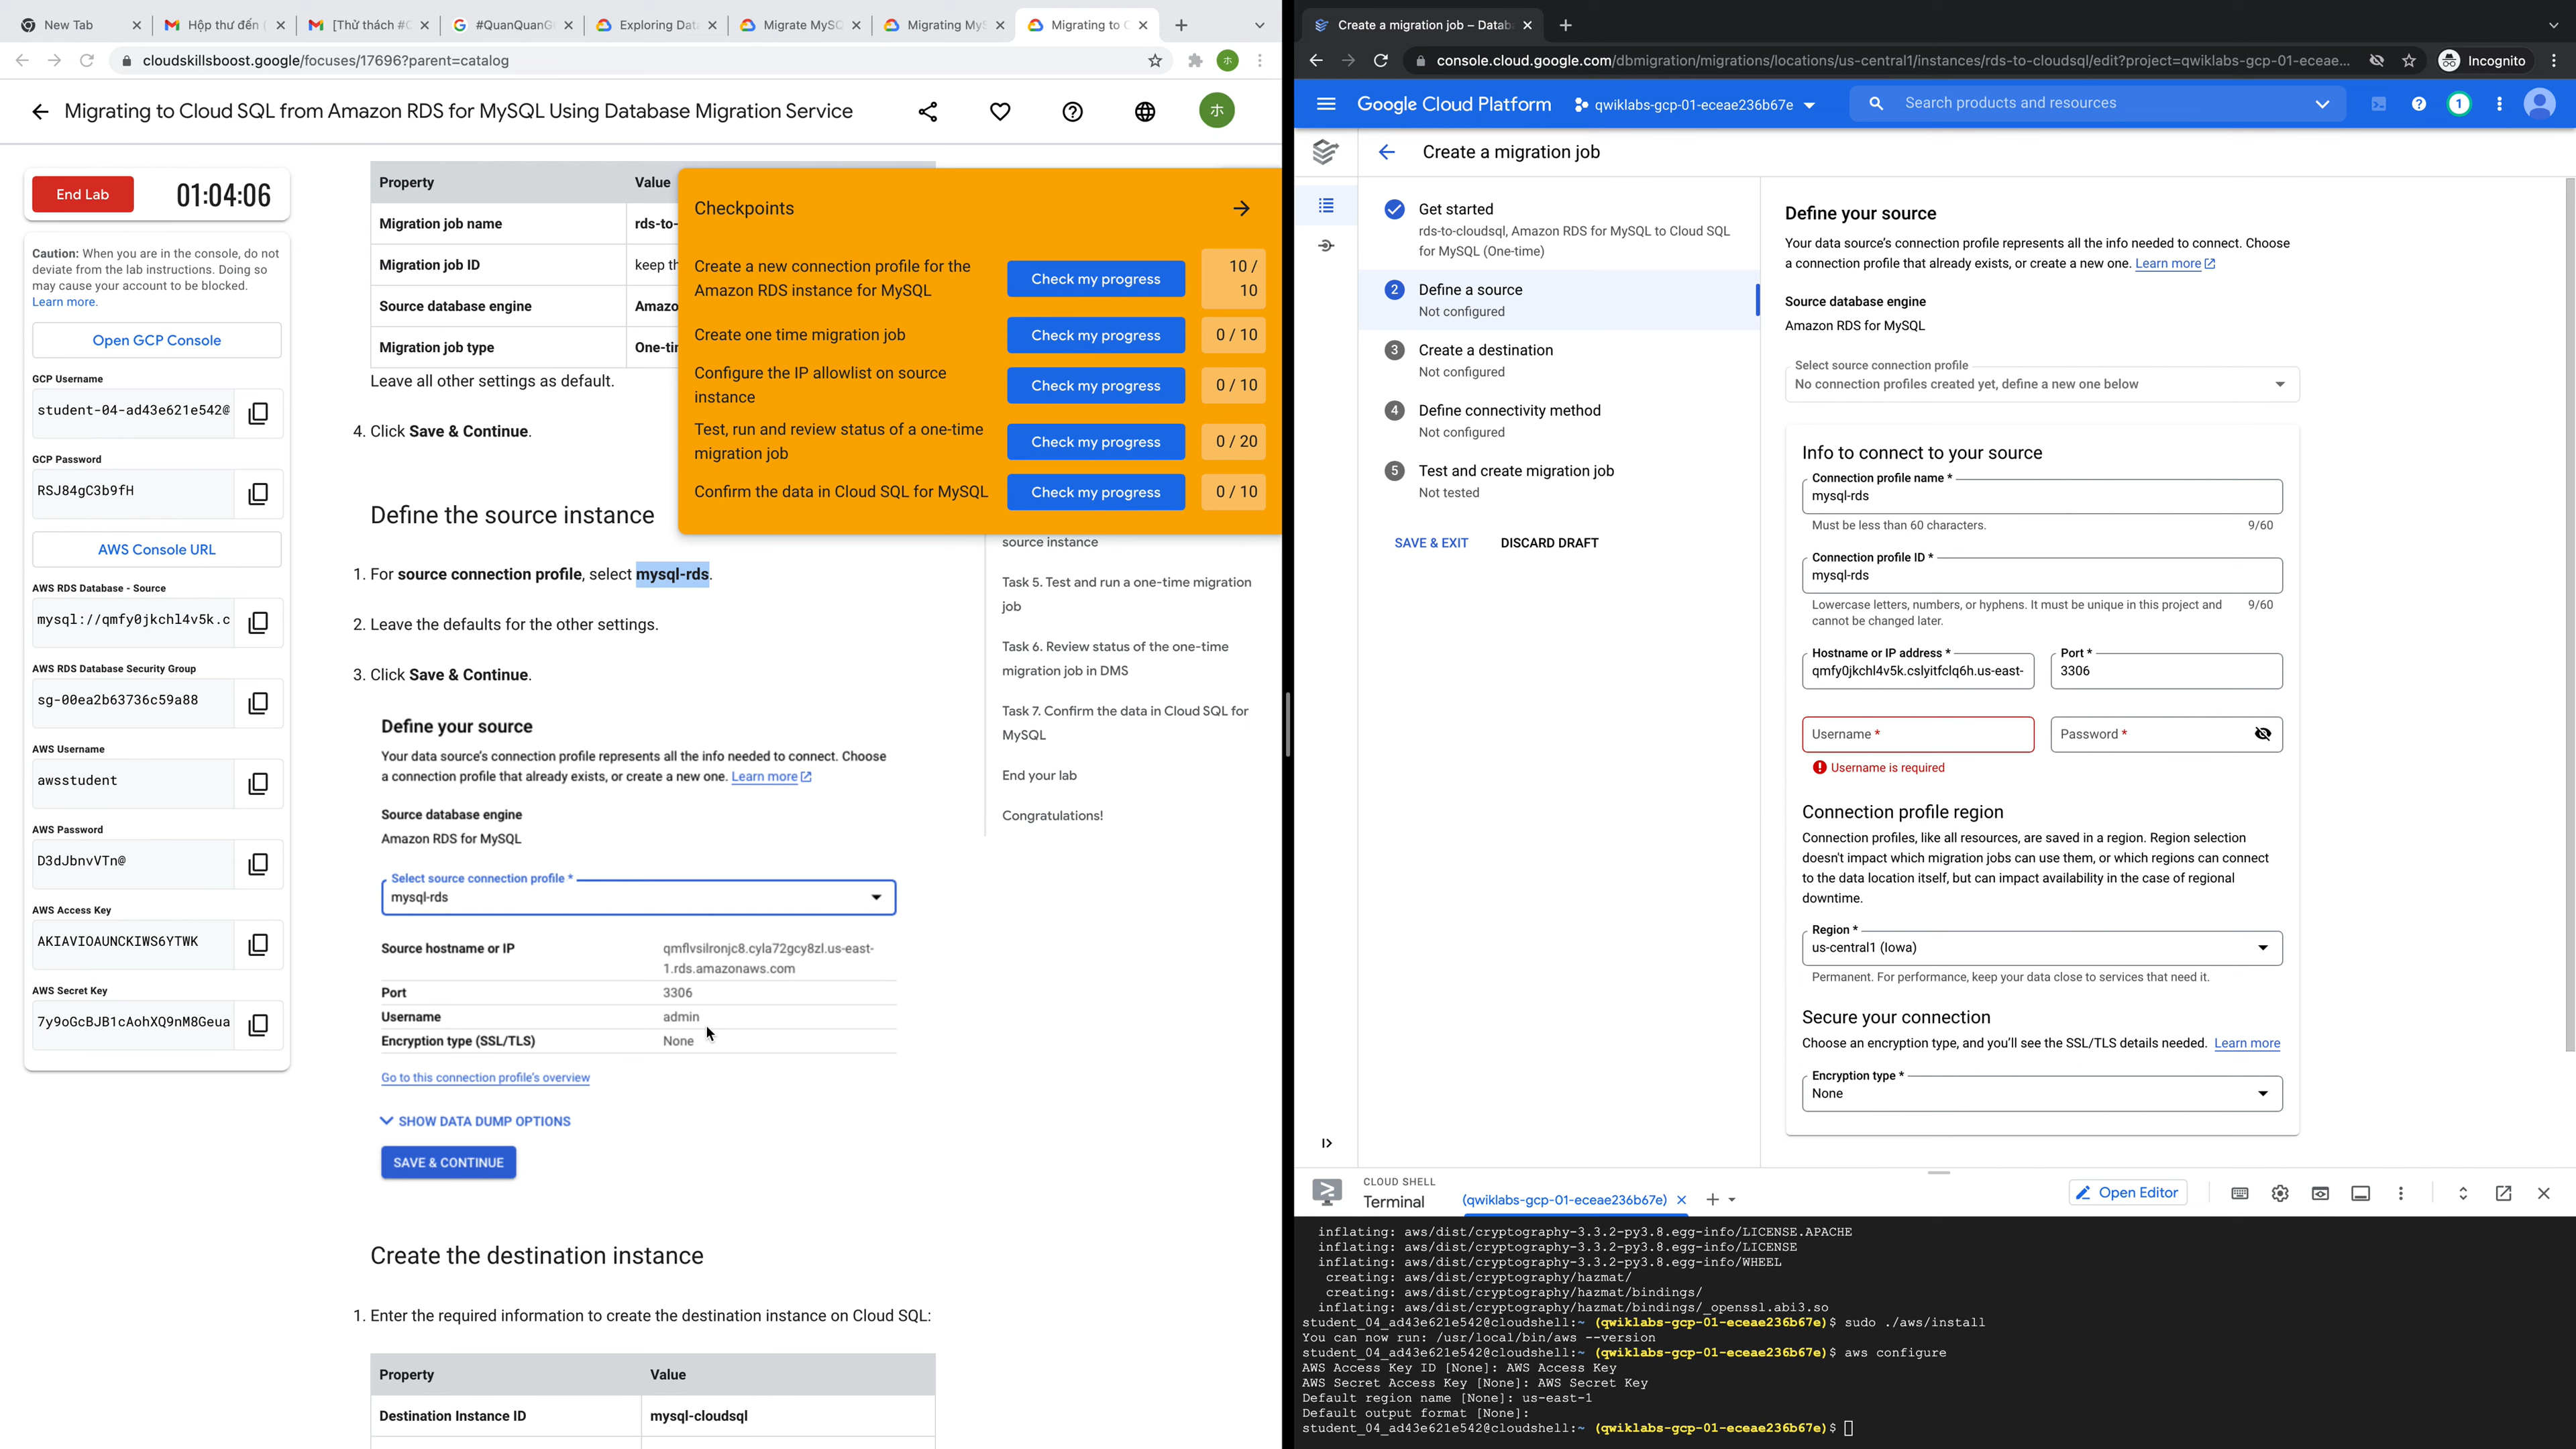 New Tab
Hộp thư đến (
[Thử thách #C
#QuanQuanG
Exploring Dat
Migrate MySQ
Migrating MyS
Migrating to C
cloudskillsboost.google/focuses/17696?parent=catalog
Migrating to Cloud SQL from Amazon RDS for MySQL Using Database Migration Service
ホ
End Lab
01:04:06
Caution: When you are in the console, do not
deviate from the lab instructions. Doing so
may cause your account to be blocked.
Learn more.
Open GCP Console
GCP Username
student-04-ad43e621e542@
GCP Password
RSJ84gC3b9fH
AWS Console URL
AWS RDS Database - Source
mysql://qmfy0jkchl4v5k.c
AWS RDS Database Security Group
sg-00ea2b63736c59a88
AWS Username
awsstudent
AWS Password
D3dJbnvVTn@
AWS Access Key
AKIAVIOAUNCKIWS6YTWK
AWS Secret Key
7y9oGcBJB1cAohXQ9nM8Geua
Property Value
Migration job name rds-to-
Migration job ID keep th
Source database engine Amazo
Migration job type One-tir
Leave all other settings as default.
4. Click Save & Continue.
Checkpoints
Create a new connection profile for the
Amazon RDS instance for MySQL
Check my progress
10 /
10
Create one time migration job
Check my progress
0 / 10
Configure the IP allowlist on source
instance
Check my progress
0 / 10
Test, run and review status of a one-time
migration job
Check my progress
0 / 20
Confirm the data in Cloud SQL for MySQL
Check my progress
0 / 10
Define the source instance
1. For source connection profile, select mysql-rds.
2. Leave the defaults for the other settings.
3. Click Save & Continue.
Define your source
Your data source's connection profile represents all the info needed to connect. Choose
a connection profile that already exists, or create a new one. Learn more
Source database engine
Amazon RDS for MySQL
Select source connection profile *
mysql-rds
Source hostname or IP qmflvsilronjc8.cyla72gcy8zl.us-east-
1.rds.amazonaws.com
Port 3306
Username admin
Encryption type (SSL/TLS) None
Go to this connection profile's overview
SHOW DATA DUMP OPTIONS
SAVE & CONTINUE
Create the destination instance
1. Enter the required information to create the destination instance on Cloud SQL:
Property Value
Destination Instance ID mysql-cloudsql
source instance
Task 5. Test and run a one-time migration
job
Task 6. Review status of the one-time
migration job in DMS
Task 7. Confirm the data in Cloud SQL for
MySQL
End your lab
Congratulations!
Create a migration job – Datab
console.cloud.google.com/dbmigration/migrations/locations/us-central1/instances/rds-to-cloudsql/edit?project=qwiklabs-gcp-01-eceae...
Incognito
Google Cloud Platform
qwiklabs-gcp-01-eceae236b67e
Search products and resources
1
Create a migration job
Get started
rds-to-cloudsql, Amazon RDS for MySQL to Cloud SQL
for MySQL (One-time)
2 Define a source
Not configured
3 Create a destination
Not configured
4 Define connectivity method
Not configured
5 Test and create migration job
Not tested
SAVE & EXIT DISCARD DRAFT
Define your source
Your data source's connection profile represents all the info needed to connect. Choose
a connection profile that already exists, or create a new one. Learn more
Source database engine
Amazon RDS for MySQL
Select source connection profile
No connection profiles created yet, define a new one below
Info to connect to your source
Connection profile name *
mysql-rds
Must be less than 60 characters. 9/60
Connection profile ID *
mysql-rds
Lowercase letters, numbers, or hyphens. It must be unique in this project and 9/60
cannot be changed later.
Hostname or IP address * Port *
qmfy0jkchl4v5k.cslyitfclq6h.us-east- 3306
Username * Password *
Username is required
Connection profile region
Connection profiles, like all resources, are saved in a region. Region selection
doesn't impact which migration jobs can use them, or which regions can connect
to the data location itself, but can impact availability in the case of regional
downtime.
Region *
us-central1 (Iowa)
Permanent. For performance, keep your data close to services that need it.
Secure your connection
Choose an encryption type, and you'll see the SSL/TLS details needed. Learn more
Encryption type *
None
CLOUD SHELL
Terminal
(qwiklabs-gcp-01-eceae236b67e)
Open Editor
inflating: aws/dist/cryptography-3.3.2-py3.8.egg-info/LICENSE.APACHE
inflating: aws/dist/cryptography-3.3.2-py3.8.egg-info/LICENSE
inflating: aws/dist/cryptography-3.3.2-py3.8.egg-info/WHEEL
creating: aws/dist/cryptography/hazmat/
creating: aws/dist/cryptography/hazmat/bindings/
inflating: aws/dist/cryptography/hazmat/bindings/_openssl.abi3.so
student_04_ad43e621e542@cloudshell:~ (qwiklabs-gcp-01-eceae236b67e)$ sudo ./aws/install
You can now run: /usr/local/bin/aws --version
student_04_ad43e621e542@cloudshell:~ (qwiklabs-gcp-01-eceae236b67e)$ aws configure
AWS Access Key ID [None]: AWS Access Key
AWS Secret Access Key [None]: AWS Secret Key
Default region name [None]: us-east-1
Default output format [None]:
student_04_ad43e621e542@cloudshell:~ (qwiklabs-gcp-01-eceae236b67e)$